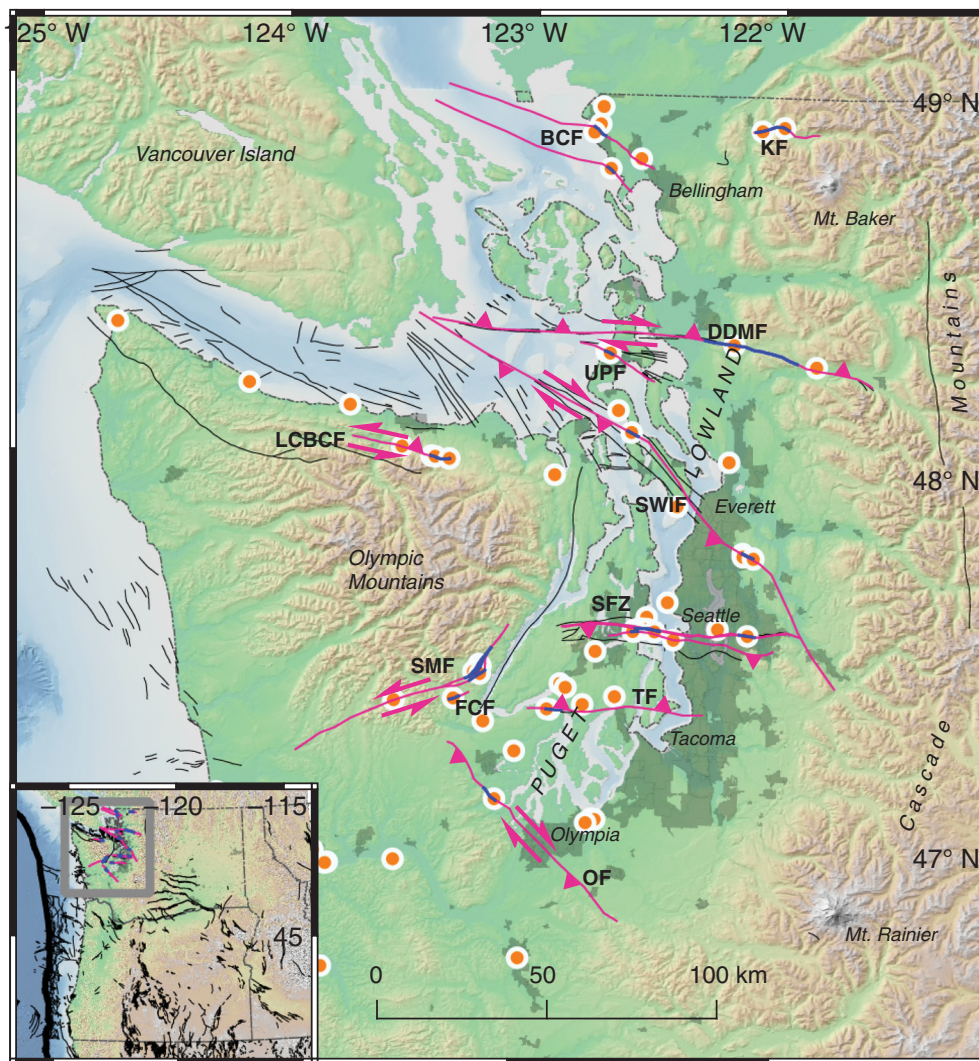 125° W
124° W
123° W
122° W
49° N
BCF
KF
Vancouver Island
Bellingham
Mt. Baker
Mountains
DDMF
UPF
LOWLAND
LCBCF
48° N
SWIF
Everett
Olympic
Mountains
SFZ
Seattle
SMF
FCF
TF
PUGET
Tacoma
Cascade
−125
−120
−115
Olympia
47° N
OF
45
Mt. Rainier
0
50
100 km